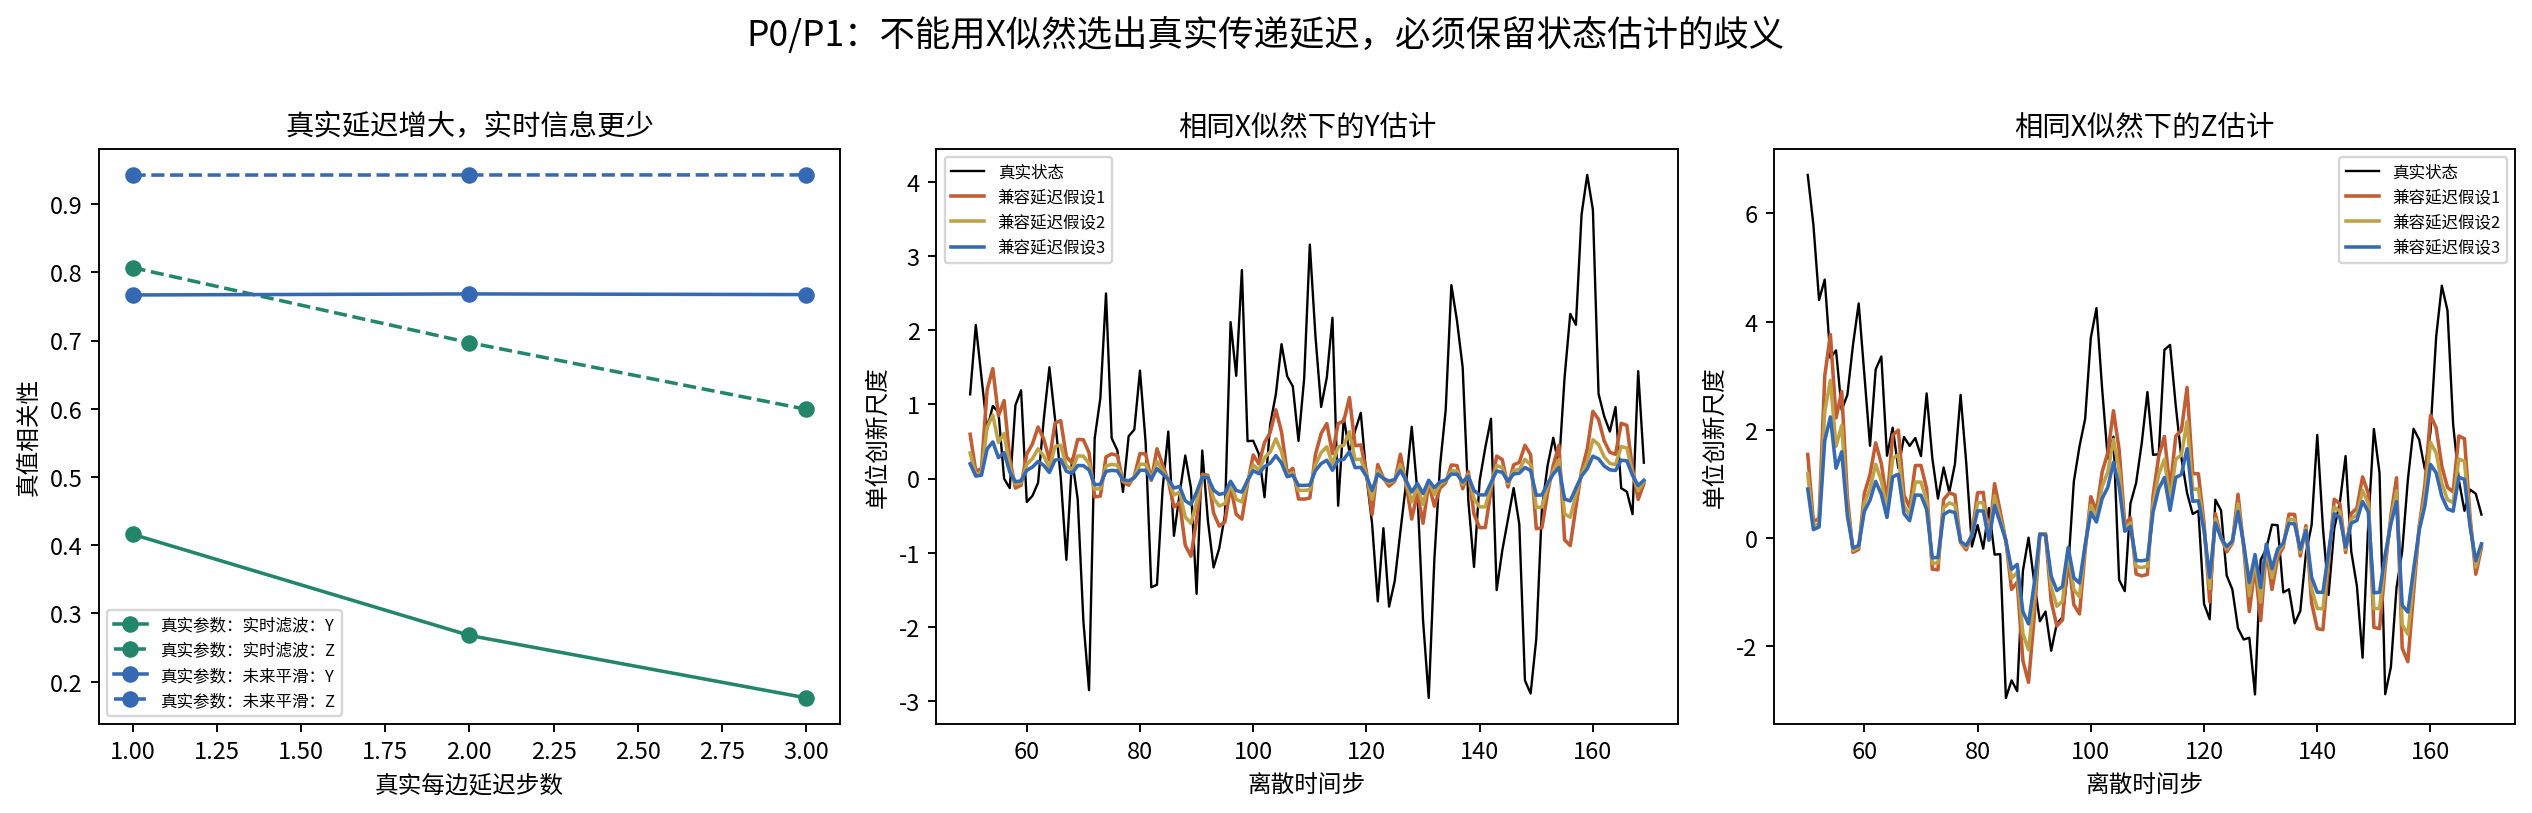 P0/P1：不能用X似然选出真实传递延迟，必须保留状态估计的歧义
真实延迟增大，实时信息更少
真值相关性
0.9
0.8
0.7
0.6
0.5
0.4
0.3
0.2
真实参数：实时滤波：Y
真实参数：实时滤波：Z
真实参数：未来平滑：Y
真实参数：未来平滑：Z
1.00 1.25 1.50 1.75 2.00 2.25 2.50 2.75 3.00
真实每边延迟步数
相同X似然下的Y估计
单位创新尺度
真实状态
兼容延迟假设1
兼容延迟假设2
兼容延迟假设3
4
3
2
1
0
-1
-2
-3
60 80 100 120 140 160
离散时间步
相同X似然下的Z估计
单位创新尺度
真实状态
兼容延迟假设1
兼容延迟假设2
兼容延迟假设3
6
4
2
0
-2
60 80 100 120 140 160
离散时间步